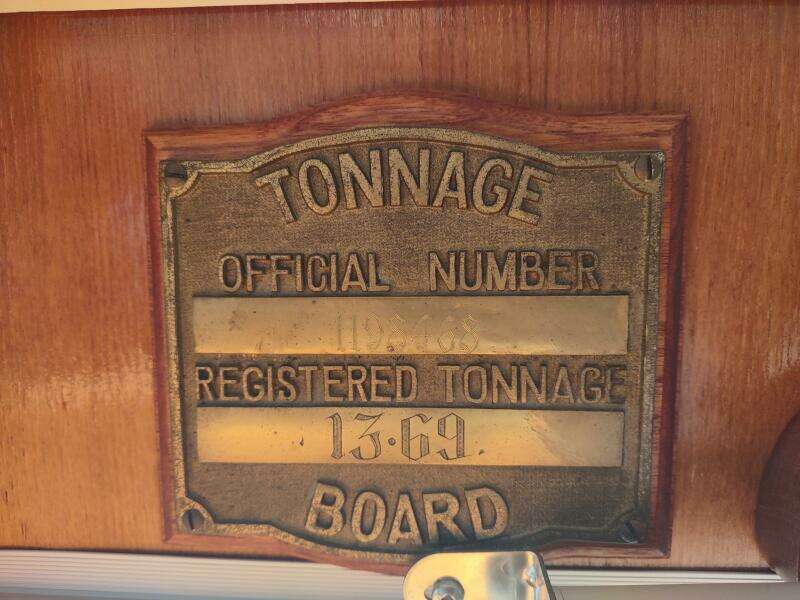 TONNAGE
OFFICIAL NUMBER
REGISTERED TONNAGE
13·69.
BOARD